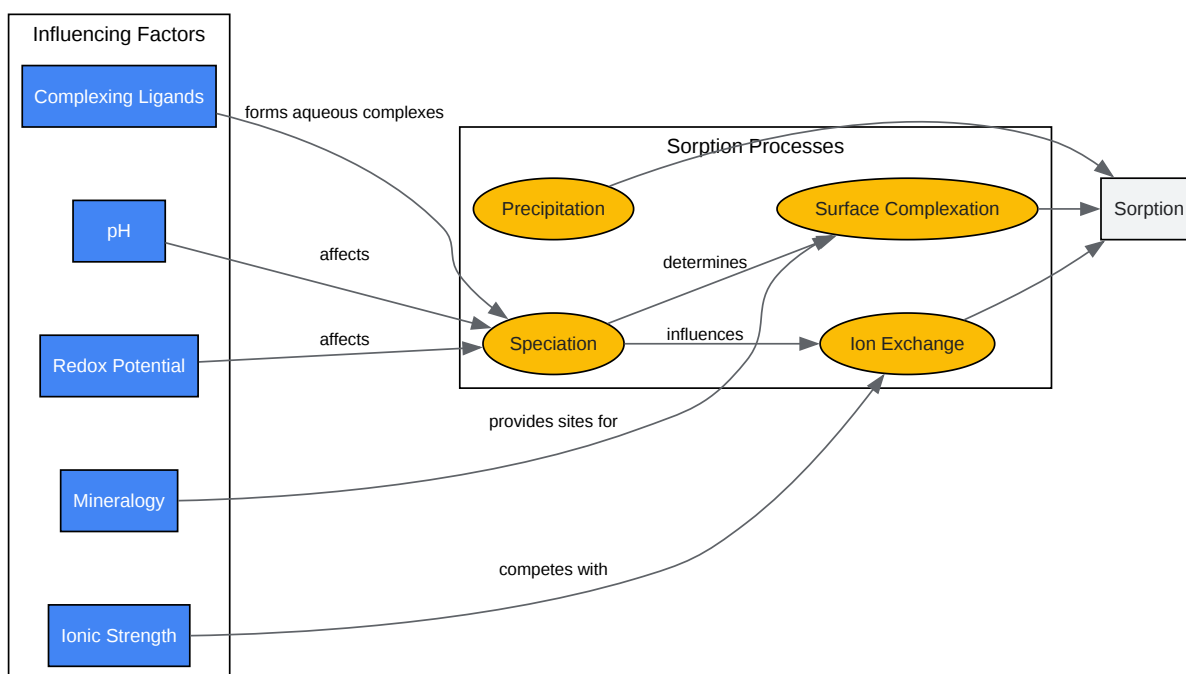 Influencing Factors
Complexing Ligands
forms aqueous complexes
Sorption Processes
Precipitation
Surface Complexation
Sorption
pH
affects
determines
Redox Potential
affects
Speciation
influences
Ion Exchange
provides sites for
Mineralogy
competes with
Ionic Strength